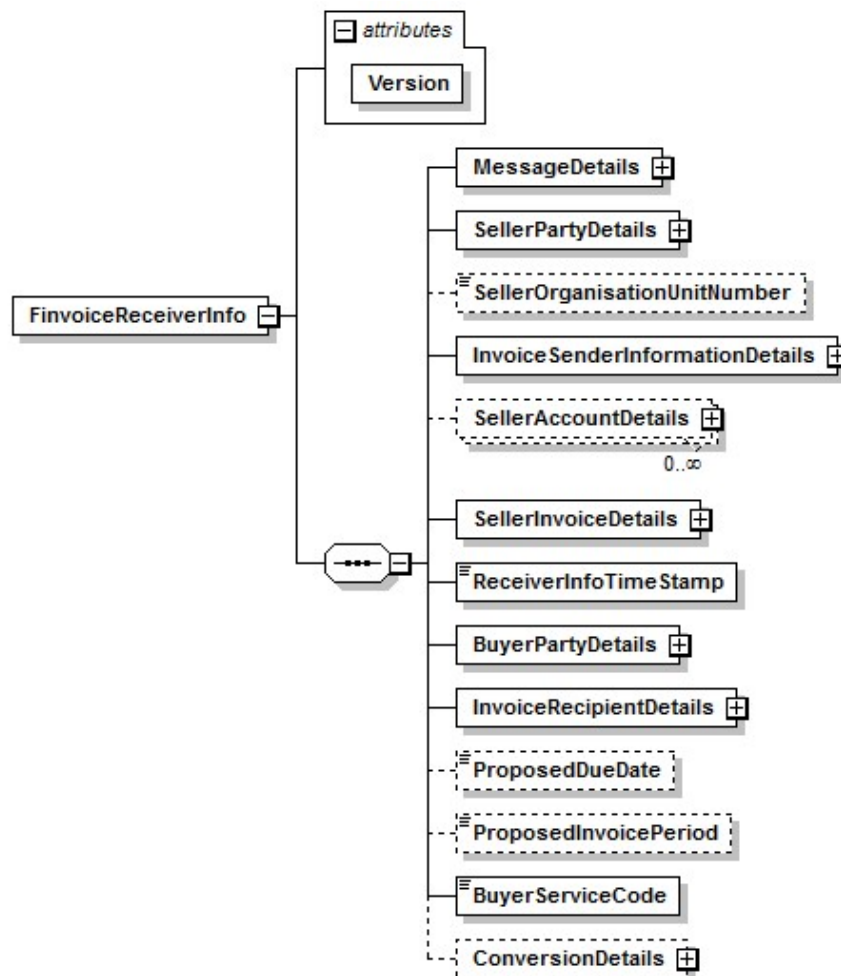 attributes
Version
MessageDetails
SellerPartyDetails
SellerOrganisationUnitNumber
FinvoiceReceiverInfo
InvoiceSenderInformationDetails
SellerAccountDetails
0..∞
SellerInvoiceDetails
ReceiverInfoTimeStamp
BuyerPartyDetails
InvoiceRecipientDetails
ProposedDueDate
ProposedInvoicePeriod
BuyerServiceCode
ConversionDetails